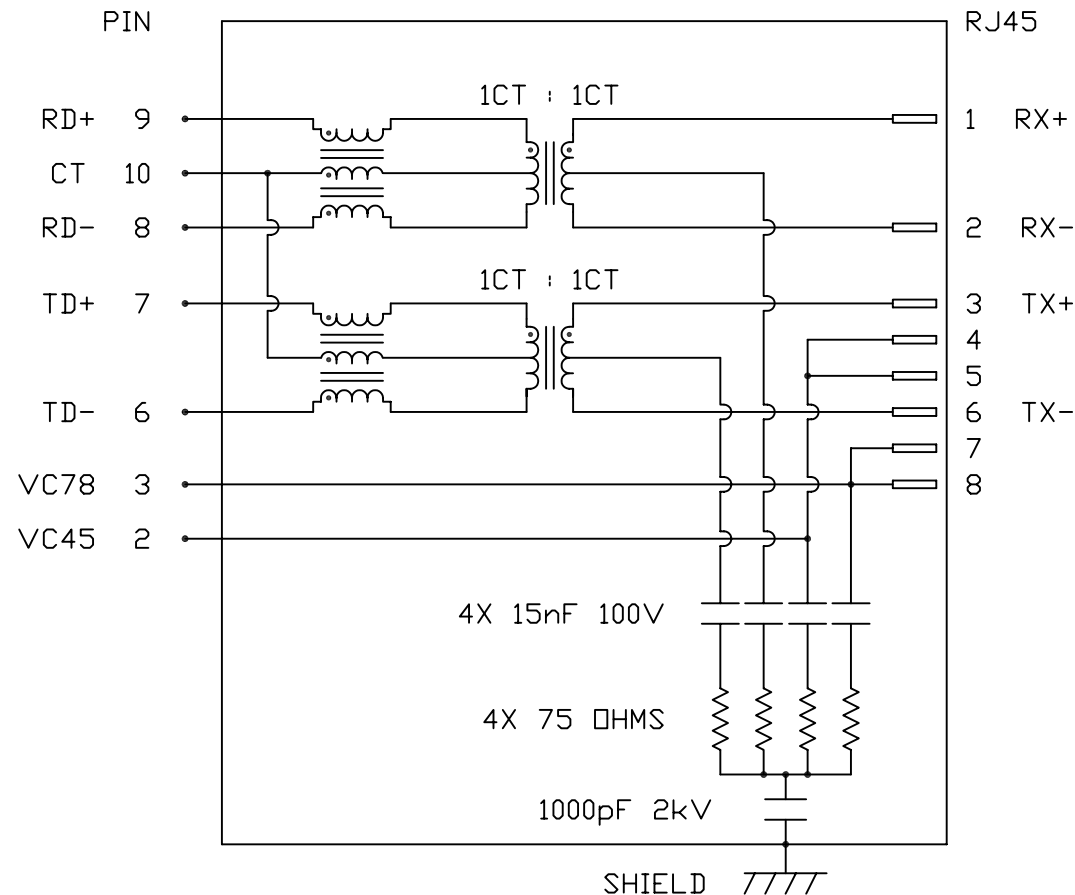 PIN RJ45
1CT : 1CT
RD+ 9 1 RX+
CT 10
RD- 8 2 RX-
1CT : 1CT
TD+ 7 3 TX+
4
5
TD- 6 6 TX-
7
VC78 3 8
VC45 2
4X 15nF 100V
4X 75 OHMS
1000pF 2kV
SHIELD